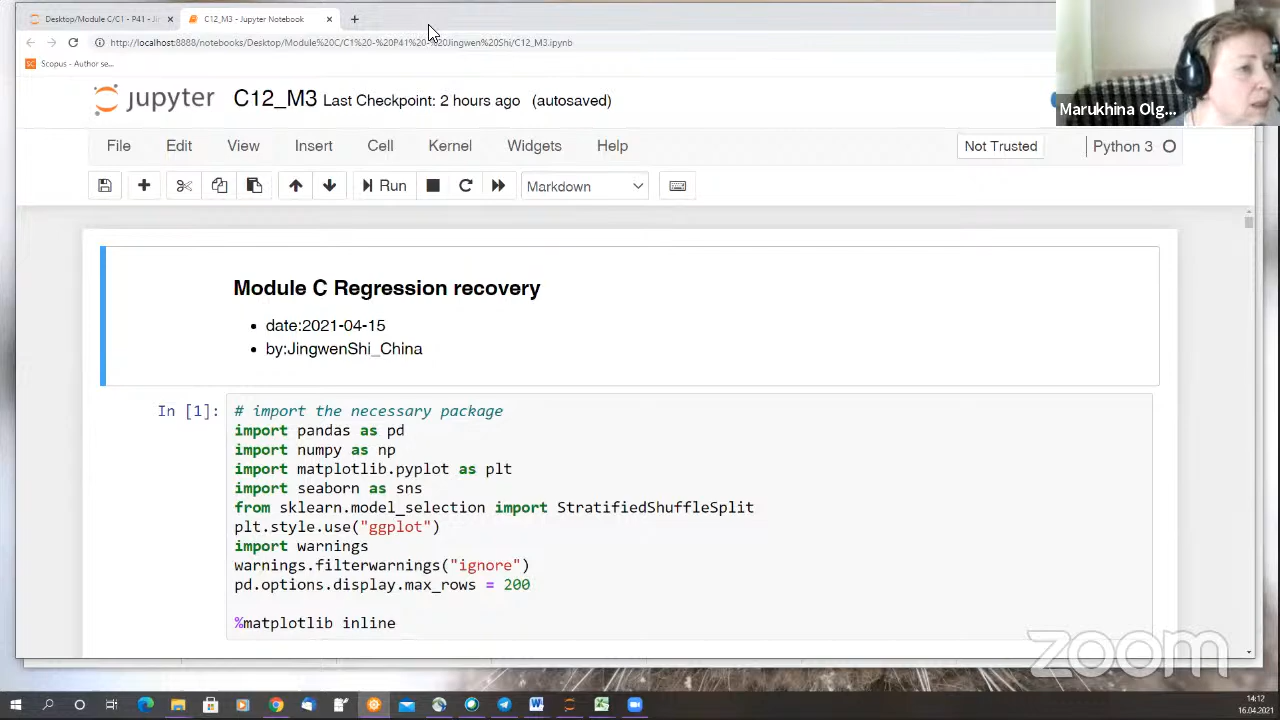 Desktop/Module C/C1 - P41 - Jin
C12_M3 - Jupyter Notebook
http://localhost:8888/notebooks/Desktop/Module%20C/C1%20-%20P41%20-%20Jingwen%20Shi/C12_M3.ipynb
Scopus - Author se...
Marukhina Olg...
jupyter C12_M3 Last Checkpoint: 2 hours ago (autosaved)
File Edit View Insert Cell Kernel Widgets Help Not Trusted Python 3
Run Markdown
Module C Regression recovery
date:2021-04-15
by:JingwenShi_China
In [1]: # import the necessary package
import pandas as pd
import numpy as np
import matplotlib.pyplot as plt
import seaborn as sns
from sklearn.model_selection import StratifiedShuffleSplit
plt.style.use("ggplot")
import warnings
warnings.filterwarnings("ignore")
pd.options.display.max_rows = 200
%matplotlib inline
zoom
14:12
16.04.2021